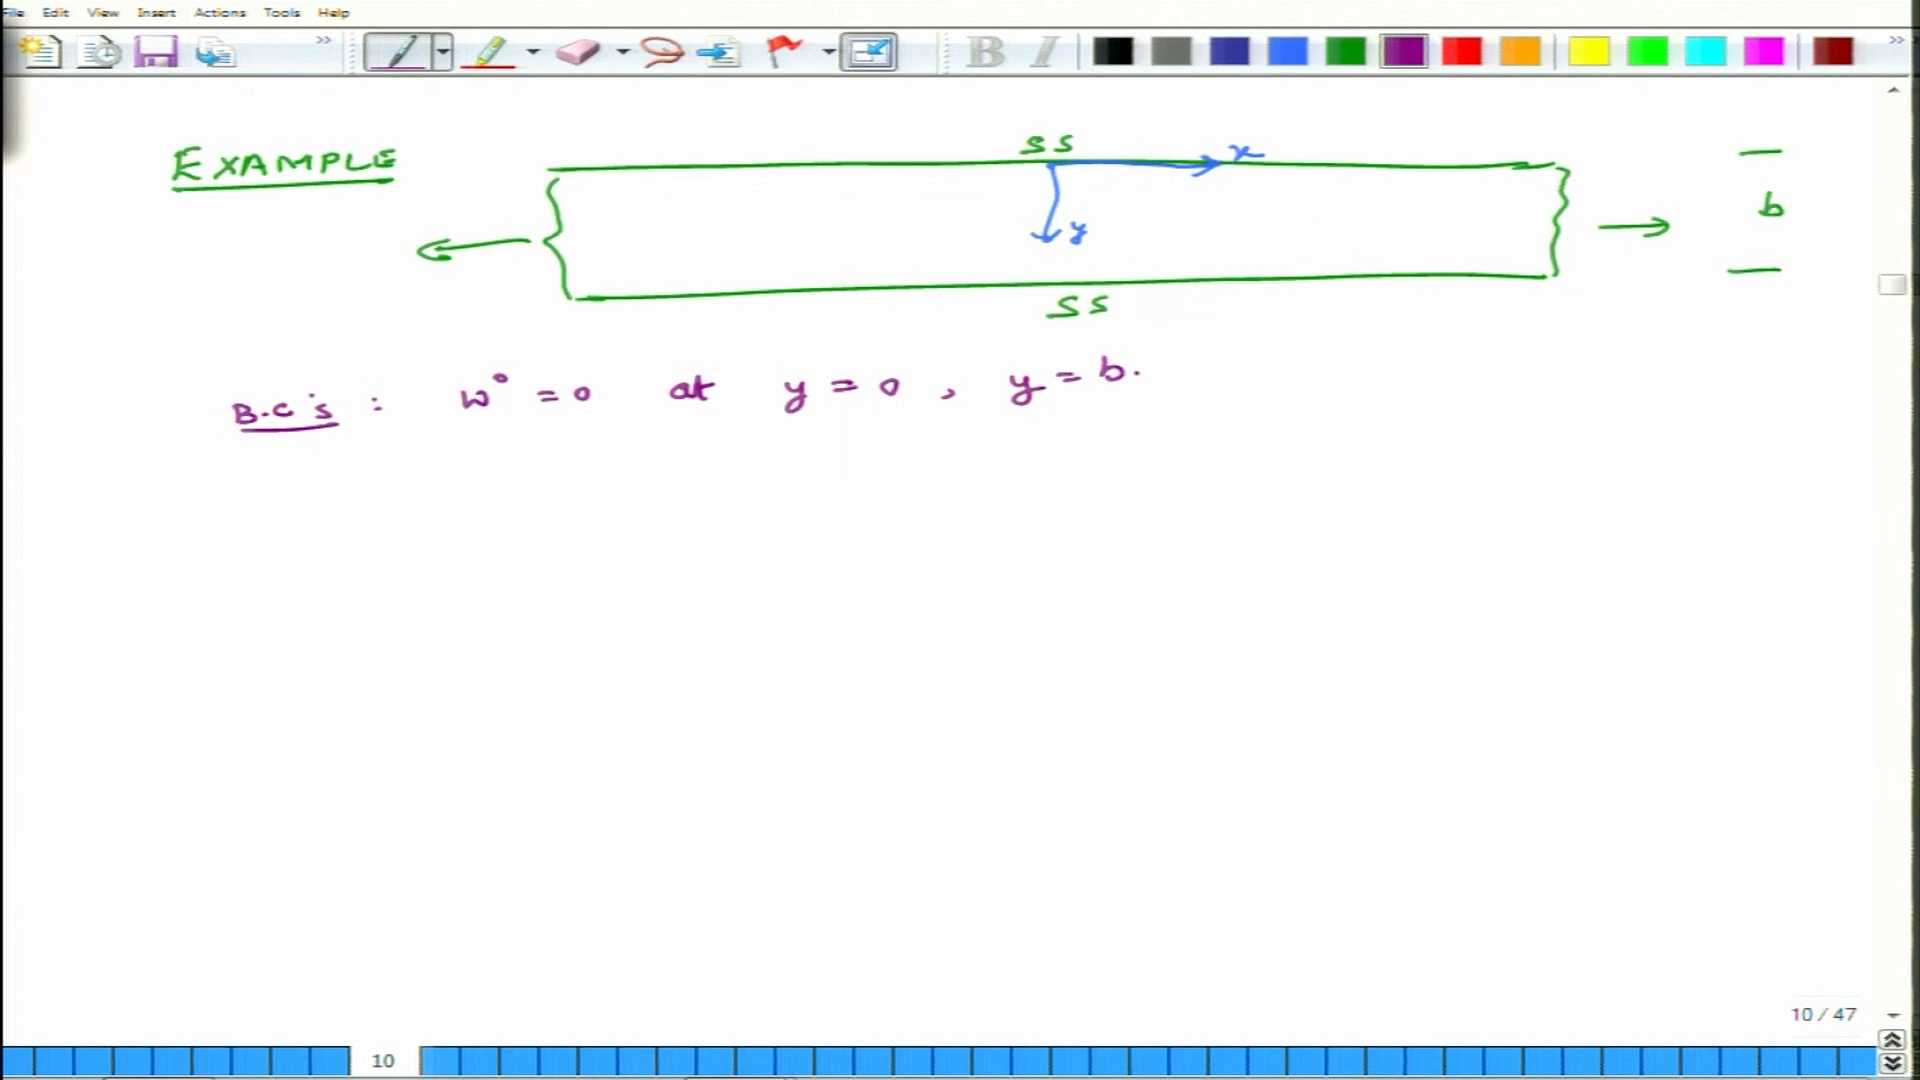 File Edit View Insert Actions Tools Help
B I
EXAMPLE
SS
x
y
b
SS
B.C's : w° = 0 at y = 0 , y = b.
10 / 47
10